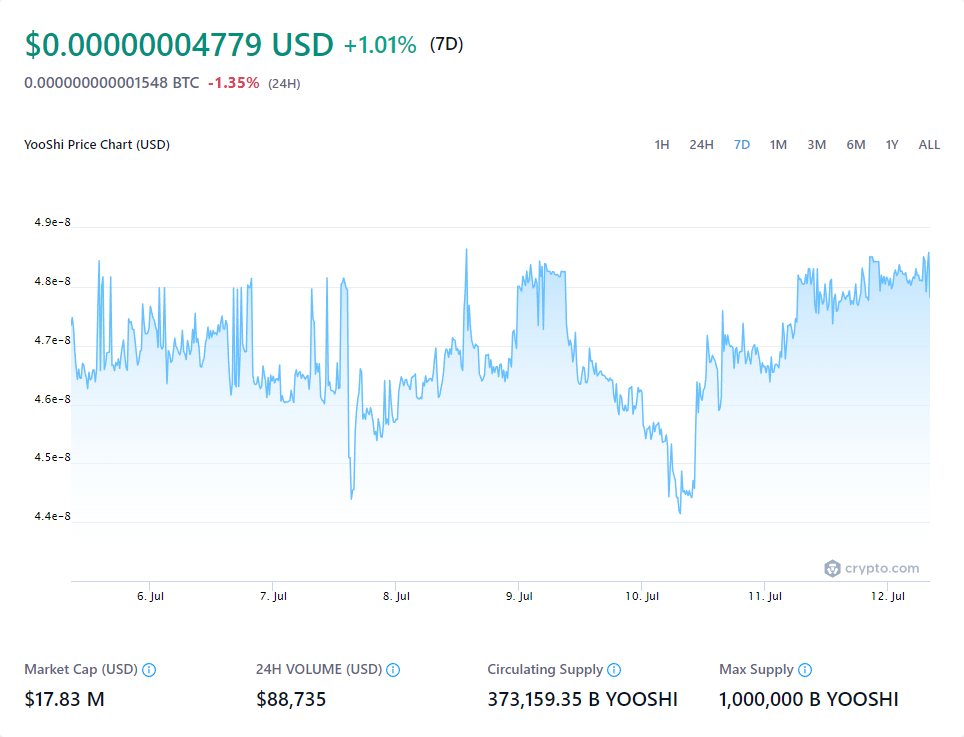 $0.00000004779 USD +1.01% (7D)
0.000000000001548 BTC -1.35% (24H)
YooShi Price Chart (USD) 1H 24H 7D 1M 3M 6M 1Y ALL
4.9e-8
4.8e-8
4.7e-8
4.6e-8
4.5e-8
4.4e-8
crypto.com
6. Jul 7. Jul 8. Jul 9. Jul 10. Jul 11. Jul 12. Jul
Market Cap (USD) 24H VOLUME (USD) Circulating Supply Max Supply
$17.83 M $88,735 373,159.35 B YOOSHI 1,000,000 B YOOSHI